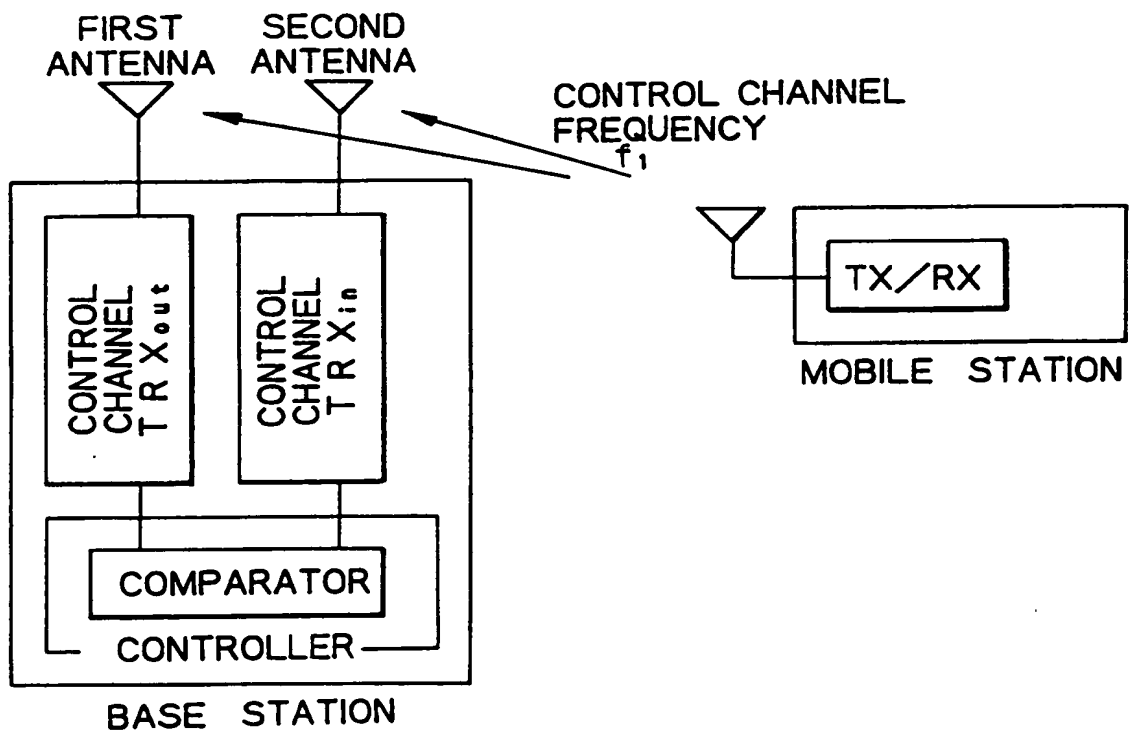 FIRST
ANTENNA
SECOND
ANTENNA
CONTROL CHANNEL
FREQUENCY
f1
CONTROL
CHANNEL
TRXout
CONTROL
CHANNEL
TRXin
TX/RX
MOBILE STATION
COMPARATOR
CONTROLLER
BASE STATION